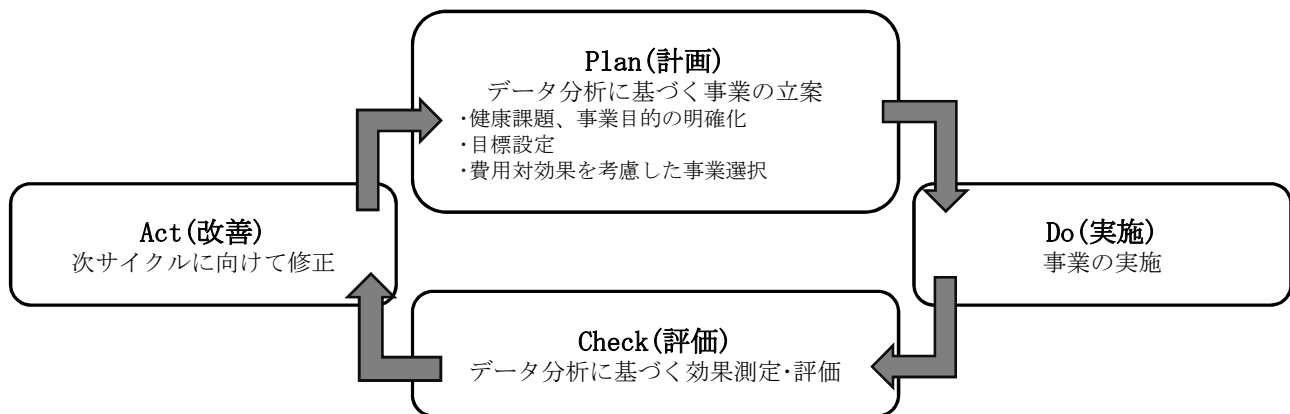 Plan(計画)
データ分析に基づく事業の立案
・健康課題、事業目的の明確化
・目標設定
・費用対効果を考慮した事業選択
Act(改善)
次サイクルに向けて修正
Do(実施)
事業の実施
Check(評価)
データ分析に基づく効果測定・評価